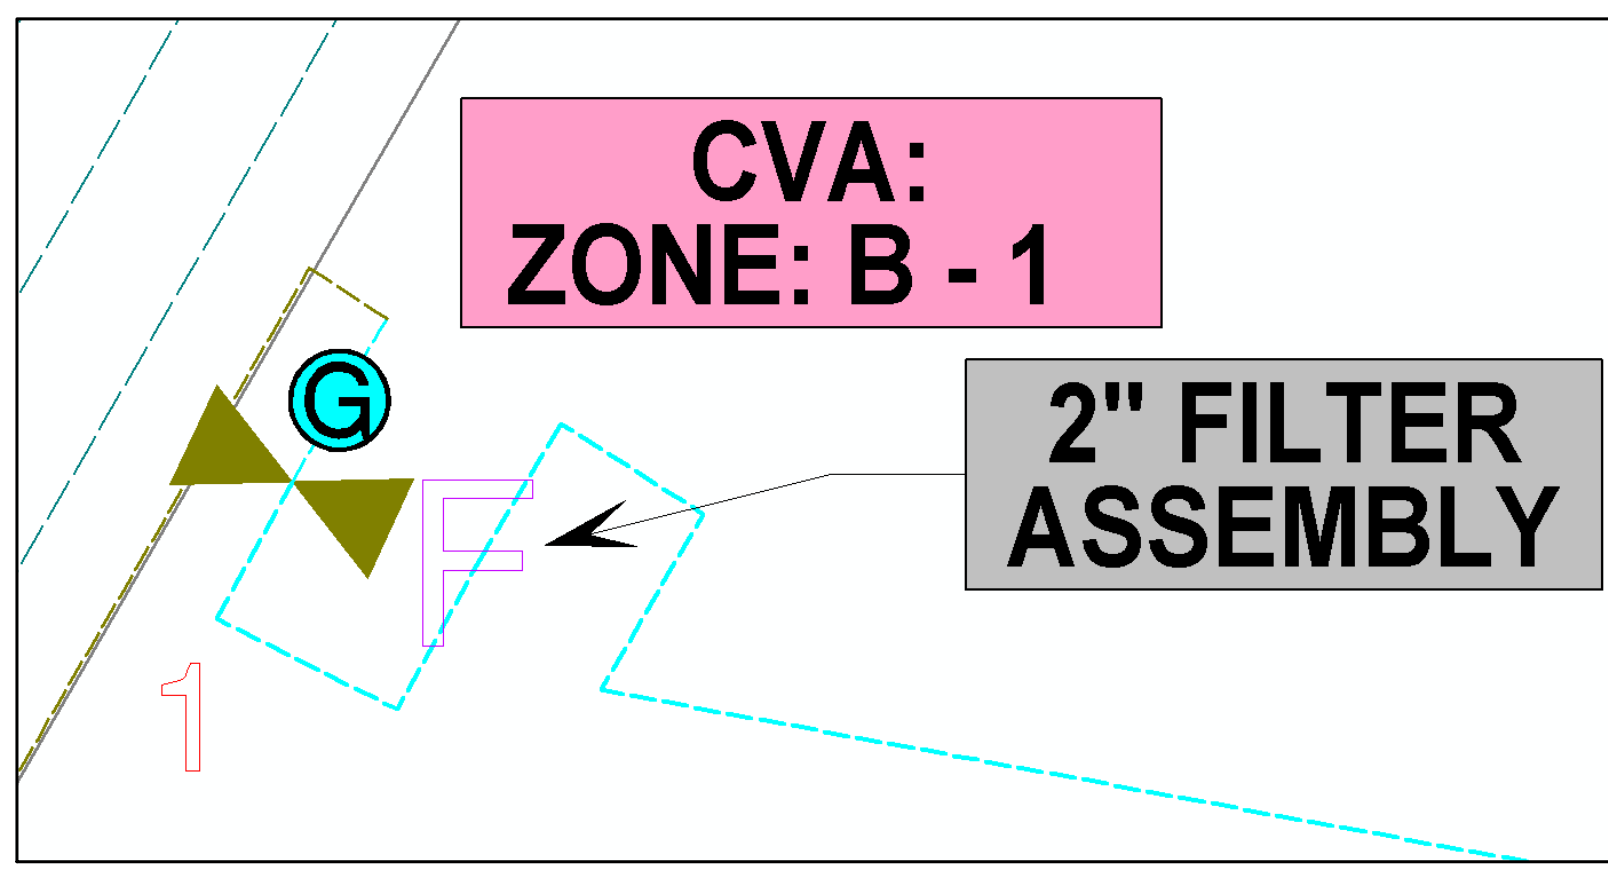 CVA:
ZONE: B - 1
G
2" FILTER
ASSEMBLY
F
1